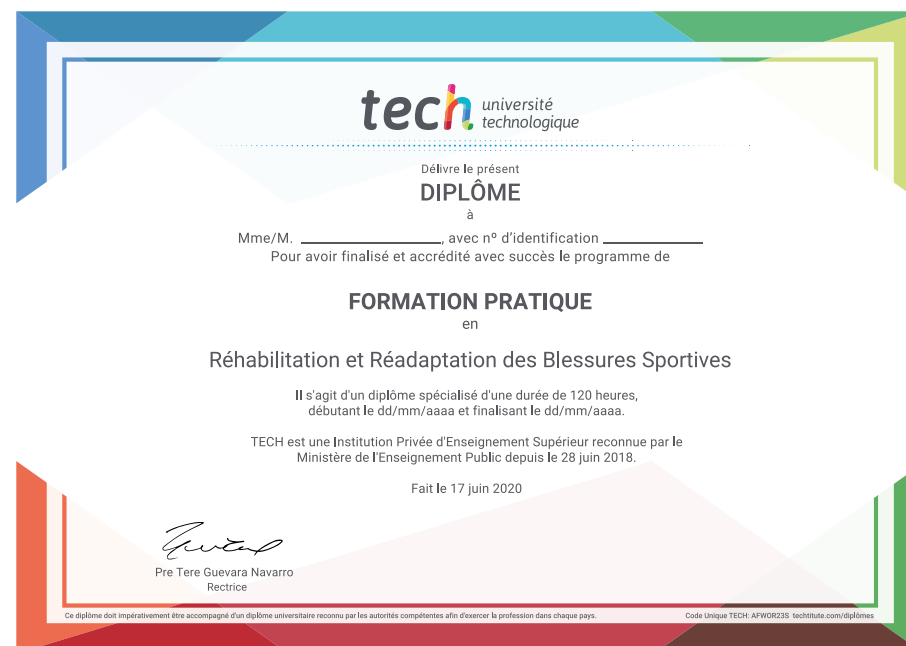 tech université
technologique
Délivre le présent
DIPLÔME
à
Mme/M. ____________________, avec nº d'identification ______________
Pour avoir finalisé et accrédité avec succès le programme de
FORMATION PRATIQUE
en
Réhabilitation et Réadaptation des Blessures Sportives
Il s'agit d'un diplôme spécialisé d'une durée de 120 heures,
débutant le dd/mm/aaaa et finalisant le dd/mm/aaaa.
TECH est une Institution Privée d'Enseignement Supérieur reconnue par le
Ministère de l'Enseignement Public depuis le 28 juin 2018.
Fait le 17 juin 2020
Pre Tere Guevara Navarro
Rectrice
Ce diplôme doit impérativement être accompagné d'un diplôme universitaire reconnu par les autorités compétentes afin d'exercer la profession dans chaque pays.
Code Unique TECH: AFWOR23S techtitute.com/diplômes